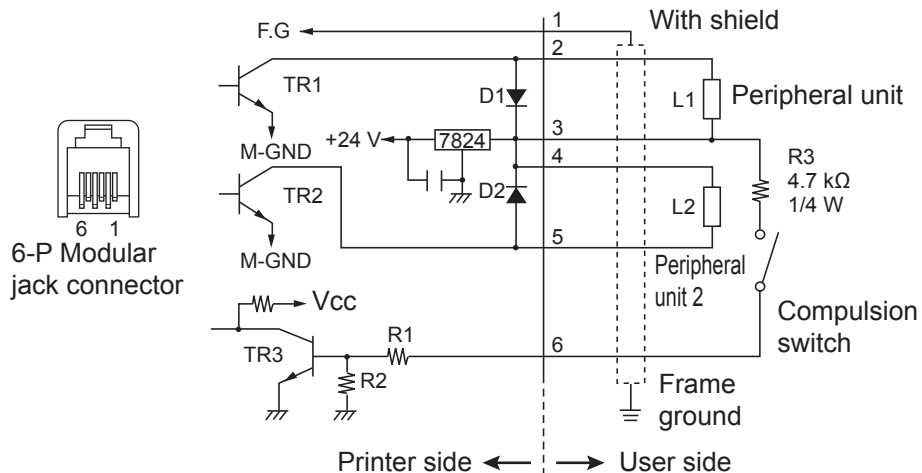 1
With shield
F.G
2
TR1
D1
L1
Peripheral unit
M-GND
+24 V
7824
3
4
R3
4.7 kΩ
1/4 W
TR2
D2
L2
6 1
M-GND
5
6-P Modular
jack connector
Peripheral
unit 2
Vcc
Compulsion
switch
TR3
R1
6
R2
Frame
ground
Printer side
User side